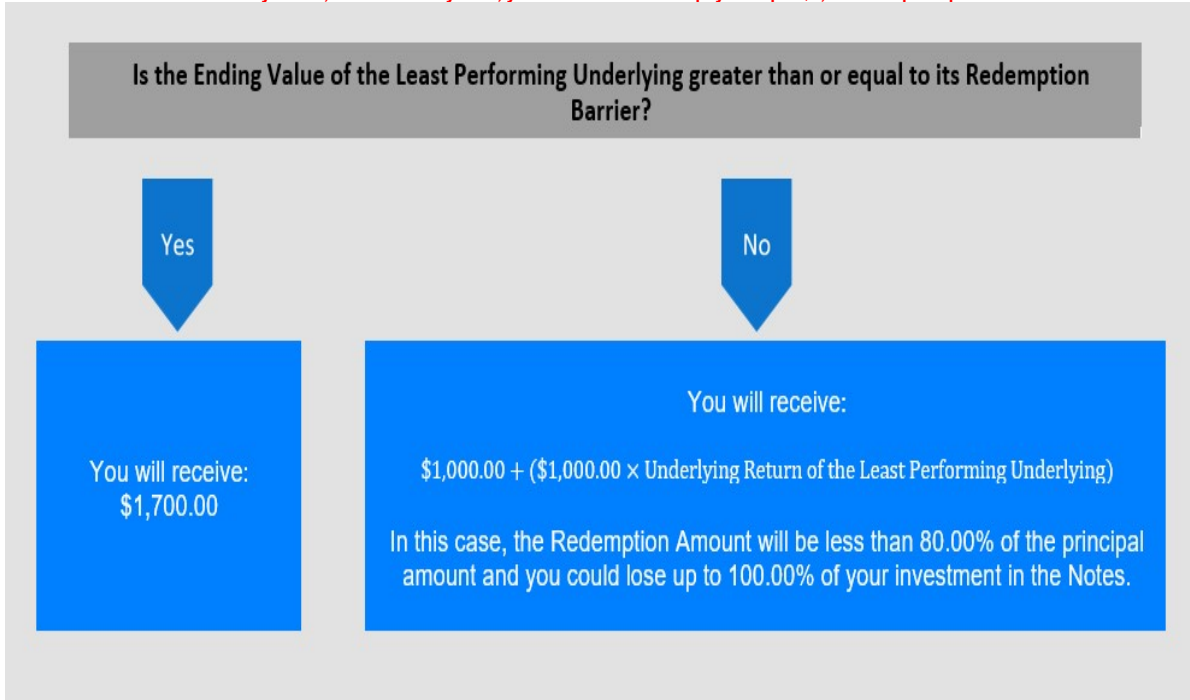 Is the Ending Value of the Least Performing Underlying greater than or equal to its Redemption
Barrier?
Yes
No
You will receive:
$1,700.00
You will receive:
$1,000.00 + ($1,000.00 × Underlying Return of the Least Performing Underlying)
In this case, the Redemption Amount will be less than 80.00% of the principal
amount and you could lose up to 100.00% of your investment in the Notes.